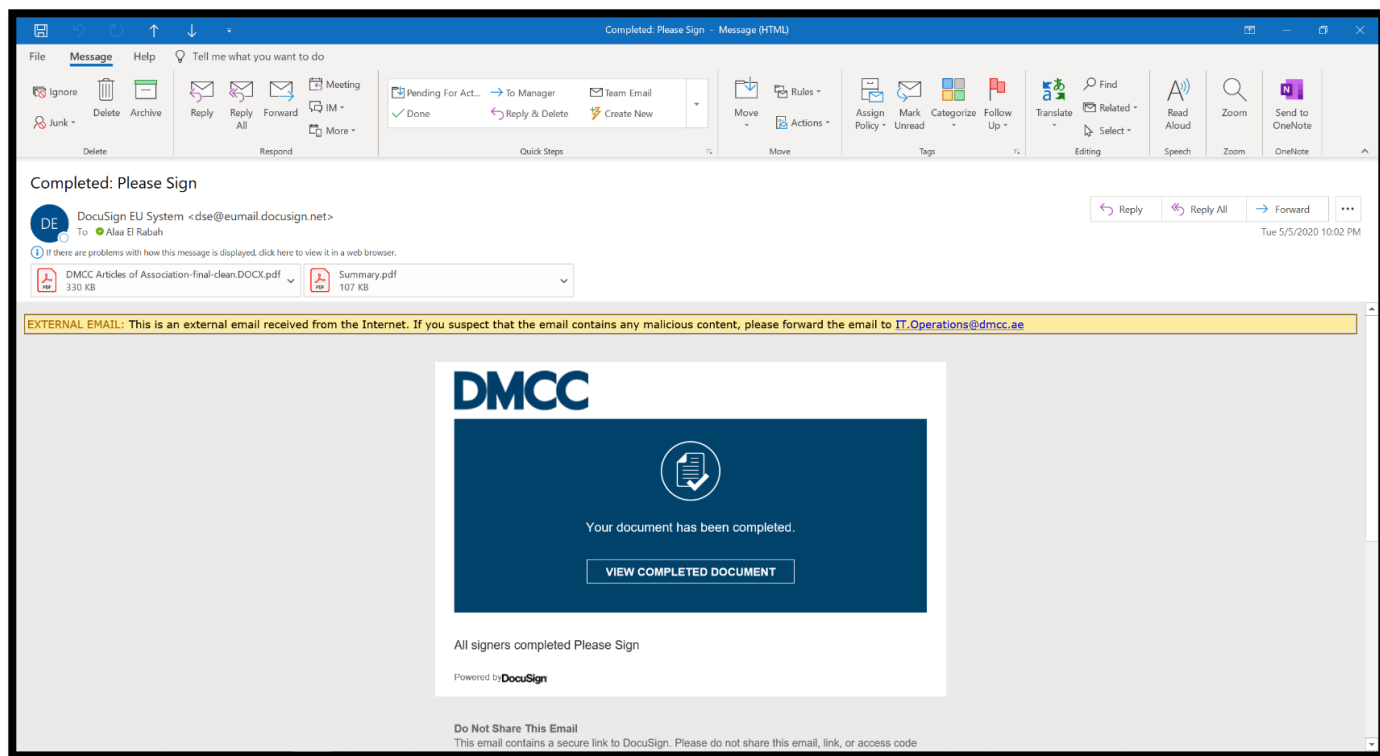 Completed: Please Sign - Message (HTML)
File Message Help Tell me what you want to do
Ignore
Junk
Delete
Archive
Reply
Reply All
Forward
Meeting
IM
More
Pending For Act... To Manager Team Email
Done Reply & Delete Create New
Move
Rules
Actions
Assign Policy
Mark Unread
Categorize
Follow Up
Translate
Find
Related
Select
Read Aloud
Zoom
Send to OneNote
Delete Respond Quick Steps Move Tags Editing Speech Zoom OneNote
Completed: Please Sign
DE
DocuSign EU System <dse@eumail.docusign.net>
To Alaa El Rabah
Reply Reply All Forward
Tue 5/5/2020 10:02 PM
If there are problems with how this message is displayed, click here to view it in a web browser.
DMCC Articles of Association-final-clean.DOCX.pdf
330 KB
Summary.pdf
107 KB
EXTERNAL EMAIL: This is an external email received from the Internet. If you suspect that the email contains any malicious content, please forward the email to IT.Operations@dmcc.ae
DMCC
Your document has been completed.
VIEW COMPLETED DOCUMENT
All signers completed Please Sign
Powered by DocuSign
Do Not Share This Email
This email contains a secure link to DocuSign. Please do not share this email, link, or access code